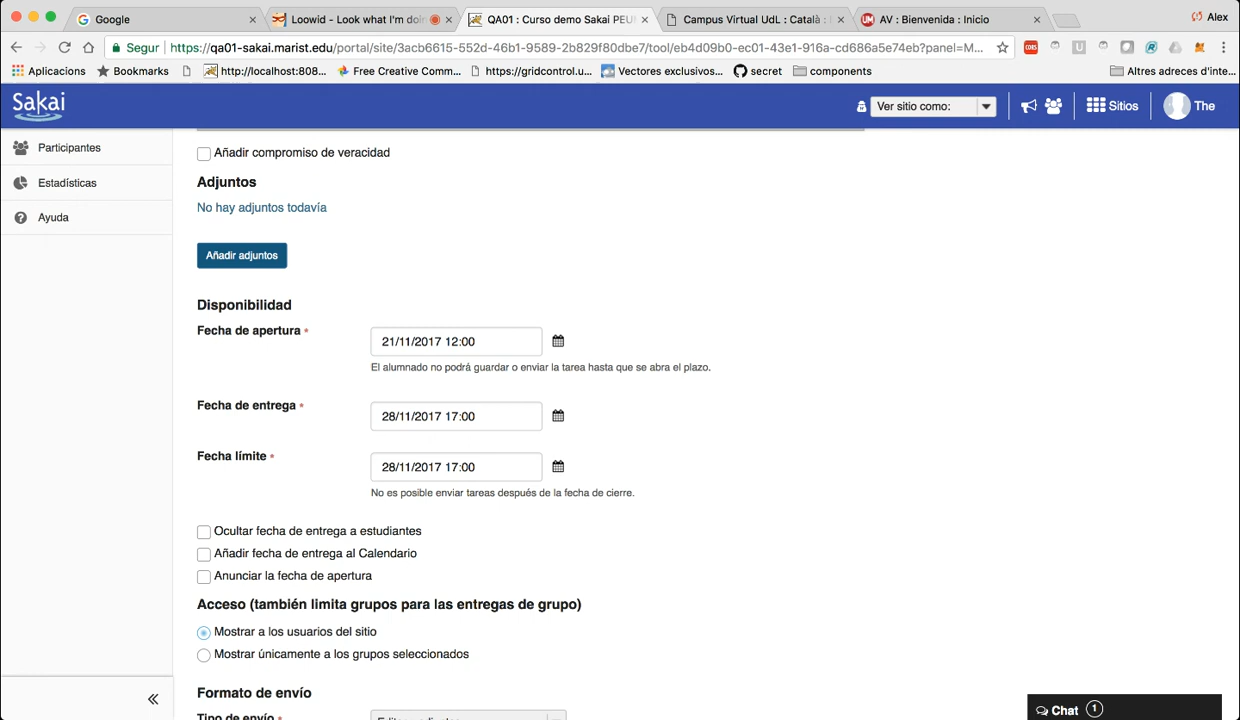 Google
Loowid - Look what I'm doin
QA01 : Curso demo Sakai PEU
Campus Virtual UdL : Català :
AV : Bienvenida : Inicio
Alex
Segur
https://qa01-sakai.marist.edu/portal/site/3acb6615-552d-46b1-9589-2b829f80dbe7/tool/eb4d09b0-ec01-43e1-916a-cd686a5e74eb?panel=M...
Aplicacions
Bookmarks
http://localhost:808...
Free Creative Comm...
https://gridcontrol.u...
Vectores exclusivos...
secret
components
Altres adreces d'inte...
Sakai
Ver sitio como:
Sitios
The
Participantes
Estadísticas
Ayuda
Añadir compromiso de veracidad
Adjuntos
No hay adjuntos todavía
Añadir adjuntos
Disponibilidad
Fecha de apertura *
21/11/2017 12:00
El alumnado no podrá guardar o enviar la tarea hasta que se abra el plazo.
Fecha de entrega *
28/11/2017 17:00
Fecha límite *
28/11/2017 17:00
No es posible enviar tareas después de la fecha de cierre.
Ocultar fecha de entrega a estudiantes
Añadir fecha de entrega al Calendario
Anunciar la fecha de apertura
Acceso (también limita grupos para las entregas de grupo)
Mostrar a los usuarios del sitio
Mostrar únicamente a los grupos seleccionados
Formato de envío
Tipo de envío *
Chat 1